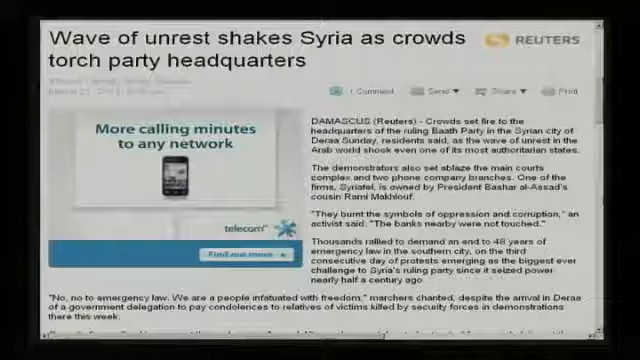 Wave of unrest shakes Syria as crowds
torch party headquarters
REUTERS
1 Comment
Send
Share
Print
More calling minutes
to any network
telecom
Find out more
DAMASCUS (Reuters) - Crowds set fire to the
headquarters of the ruling Baath Party in the Syrian city of
Deraa Sunday, residents said, as the wave of unrest in the
Arab world shook even one of its most authoritarian states.
The demonstrators also set ablaze the main courts
complex and two phone company branches. One of the
firms, Syriatel, is owned by President Bashar al-Assad's
cousin Rami Makhlouf.
"They burnt the symbols of oppression and corruption," an
activist said. "The banks nearby were not touched."
Thousands rallied to demand an end to 48 years of
emergency law in the southern city, on the third
consecutive day of protests emerging as the biggest ever
challenge to Syria's ruling party since it seized power
nearly half a century ago.
"No, no to emergency law. We are a people infatuated with freedom," marchers chanted, despite the arrival in Deraa
of a government delegation to pay condolences to relatives of victims killed by security forces in demonstrations
there this week.